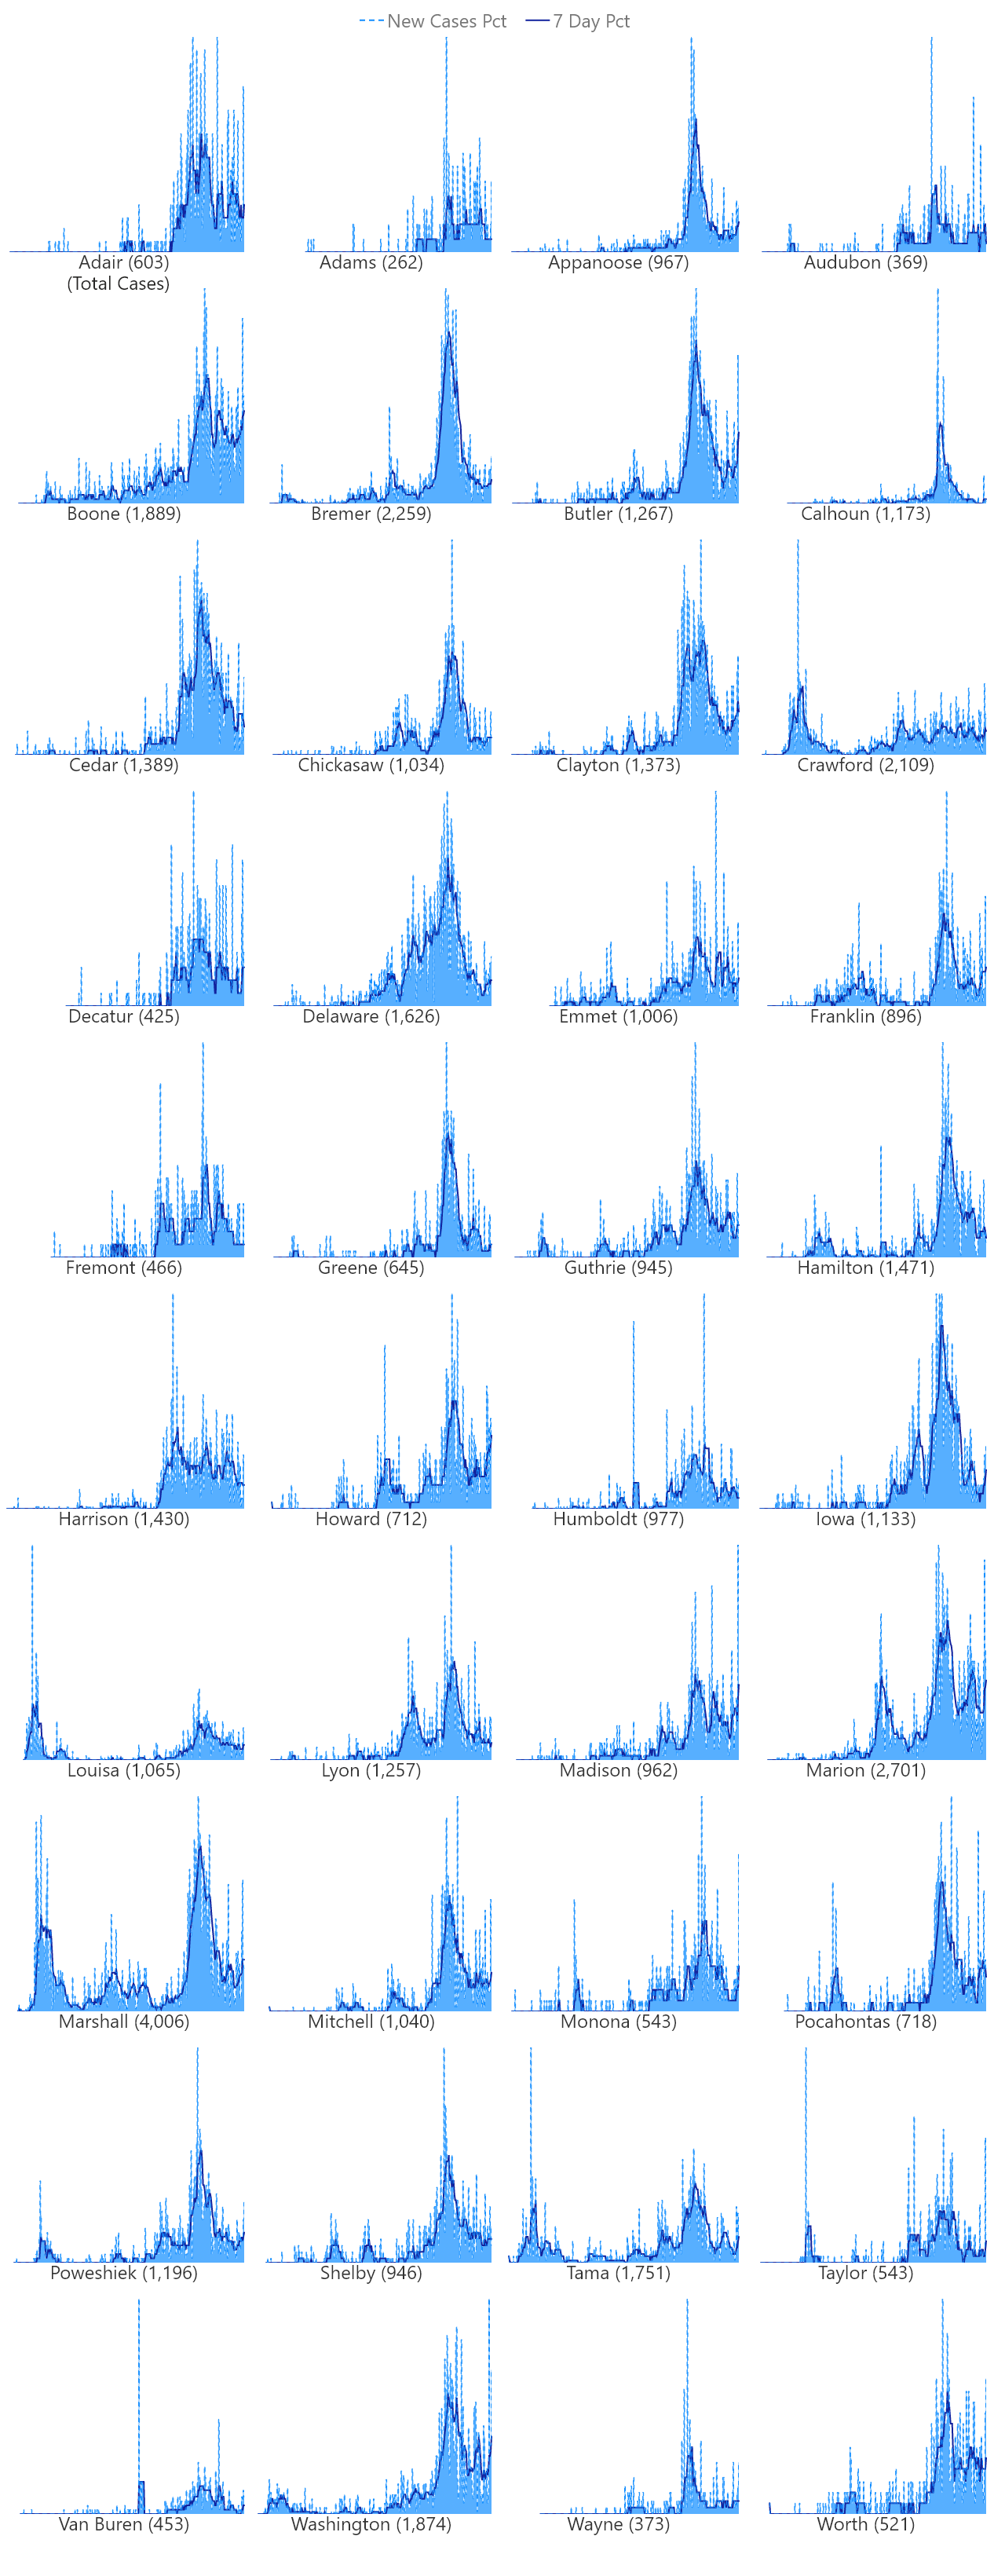 New Cases Pct 7 Day Pct
Adair (603) Adams (262) Appanoose (967) Audubon (369)
(Total Cases)
Boone (1,889) Bremer (2,259) Butler (1,267) Calhoun (1,173)
Cedar (1,389) Chickasaw (1,034) Clayton (1,373) Crawford (2,109)
Decatur (425) Delaware (1,626) Emmet (1,006) Franklin (896)
Fremont (466) Greene (645) Guthrie (945) Hamilton (1,471)
Harrison (1,430) Howard (712) Humboldt (977) Iowa (1,133)
Louisa (1,065) Lyon (1,257) Madison (962) Marion (2,701)
Marshall (4,006) Mitchell (1,040) Monona (543) Pocahontas (718)
Poweshiek (1,196) Shelby (946) Tama (1,751) Taylor (543)
Van Buren (453) Washington (1,874) Wayne (373) Worth (521)